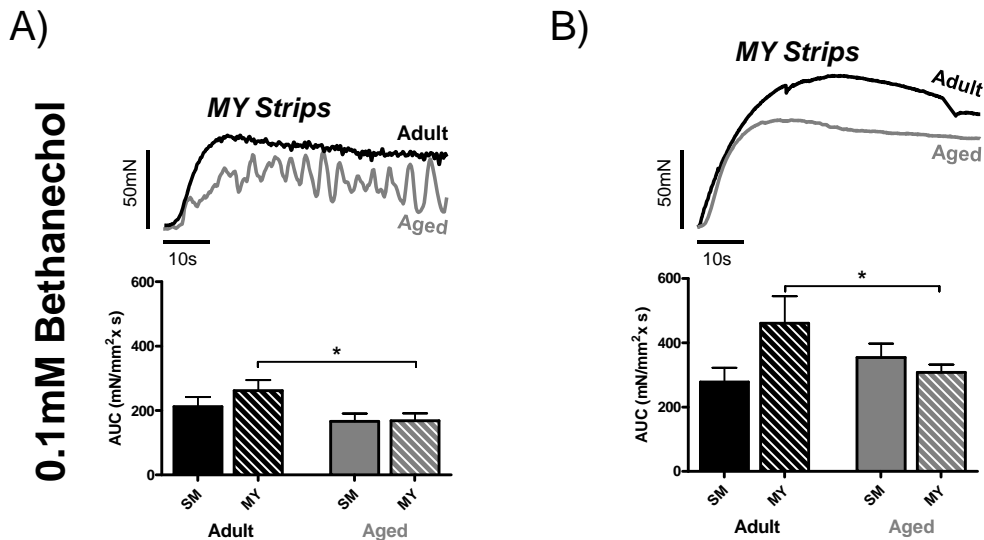 A)
0.1mM Bethanechol
MY Strips
Adult
Aged
50mN
10s
AUC (mN/mm²x s)
600
400
200
0
*
SM
MY
SM
MY
Adult
Aged
B)
MY Strips
Adult
Aged
50mN
10s
AUC (mN/mm²x s)
600
400
200
0
*
SM
MY
SM
MY
Adult
Aged